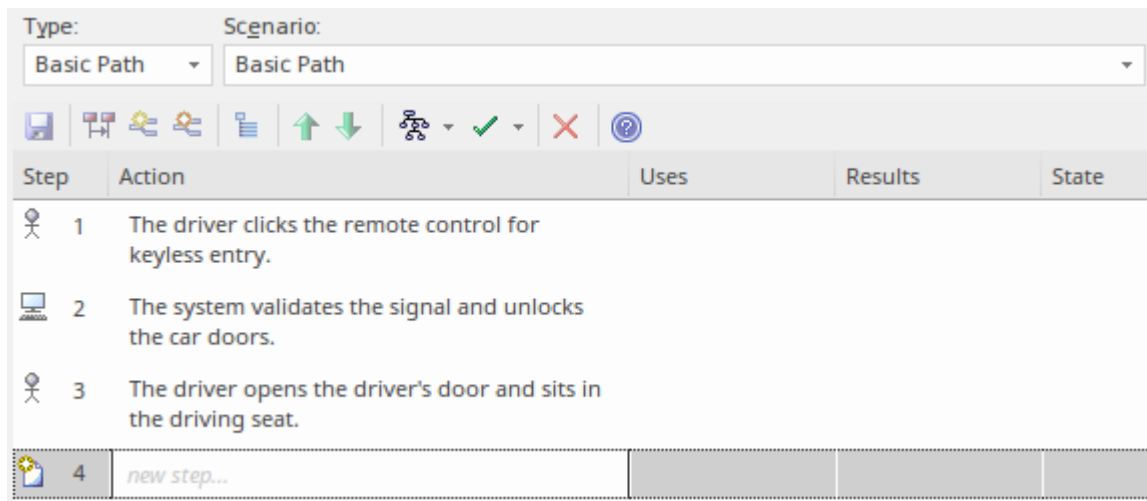 Type: Scenario:
Basic Path Basic Path
Step Action Uses Results State
1 The driver clicks the remote control for
keyless entry.
2 The system validates the signal and unlocks
the car doors.
3 The driver opens the driver's door and sits in
the driving seat.
4 new step...